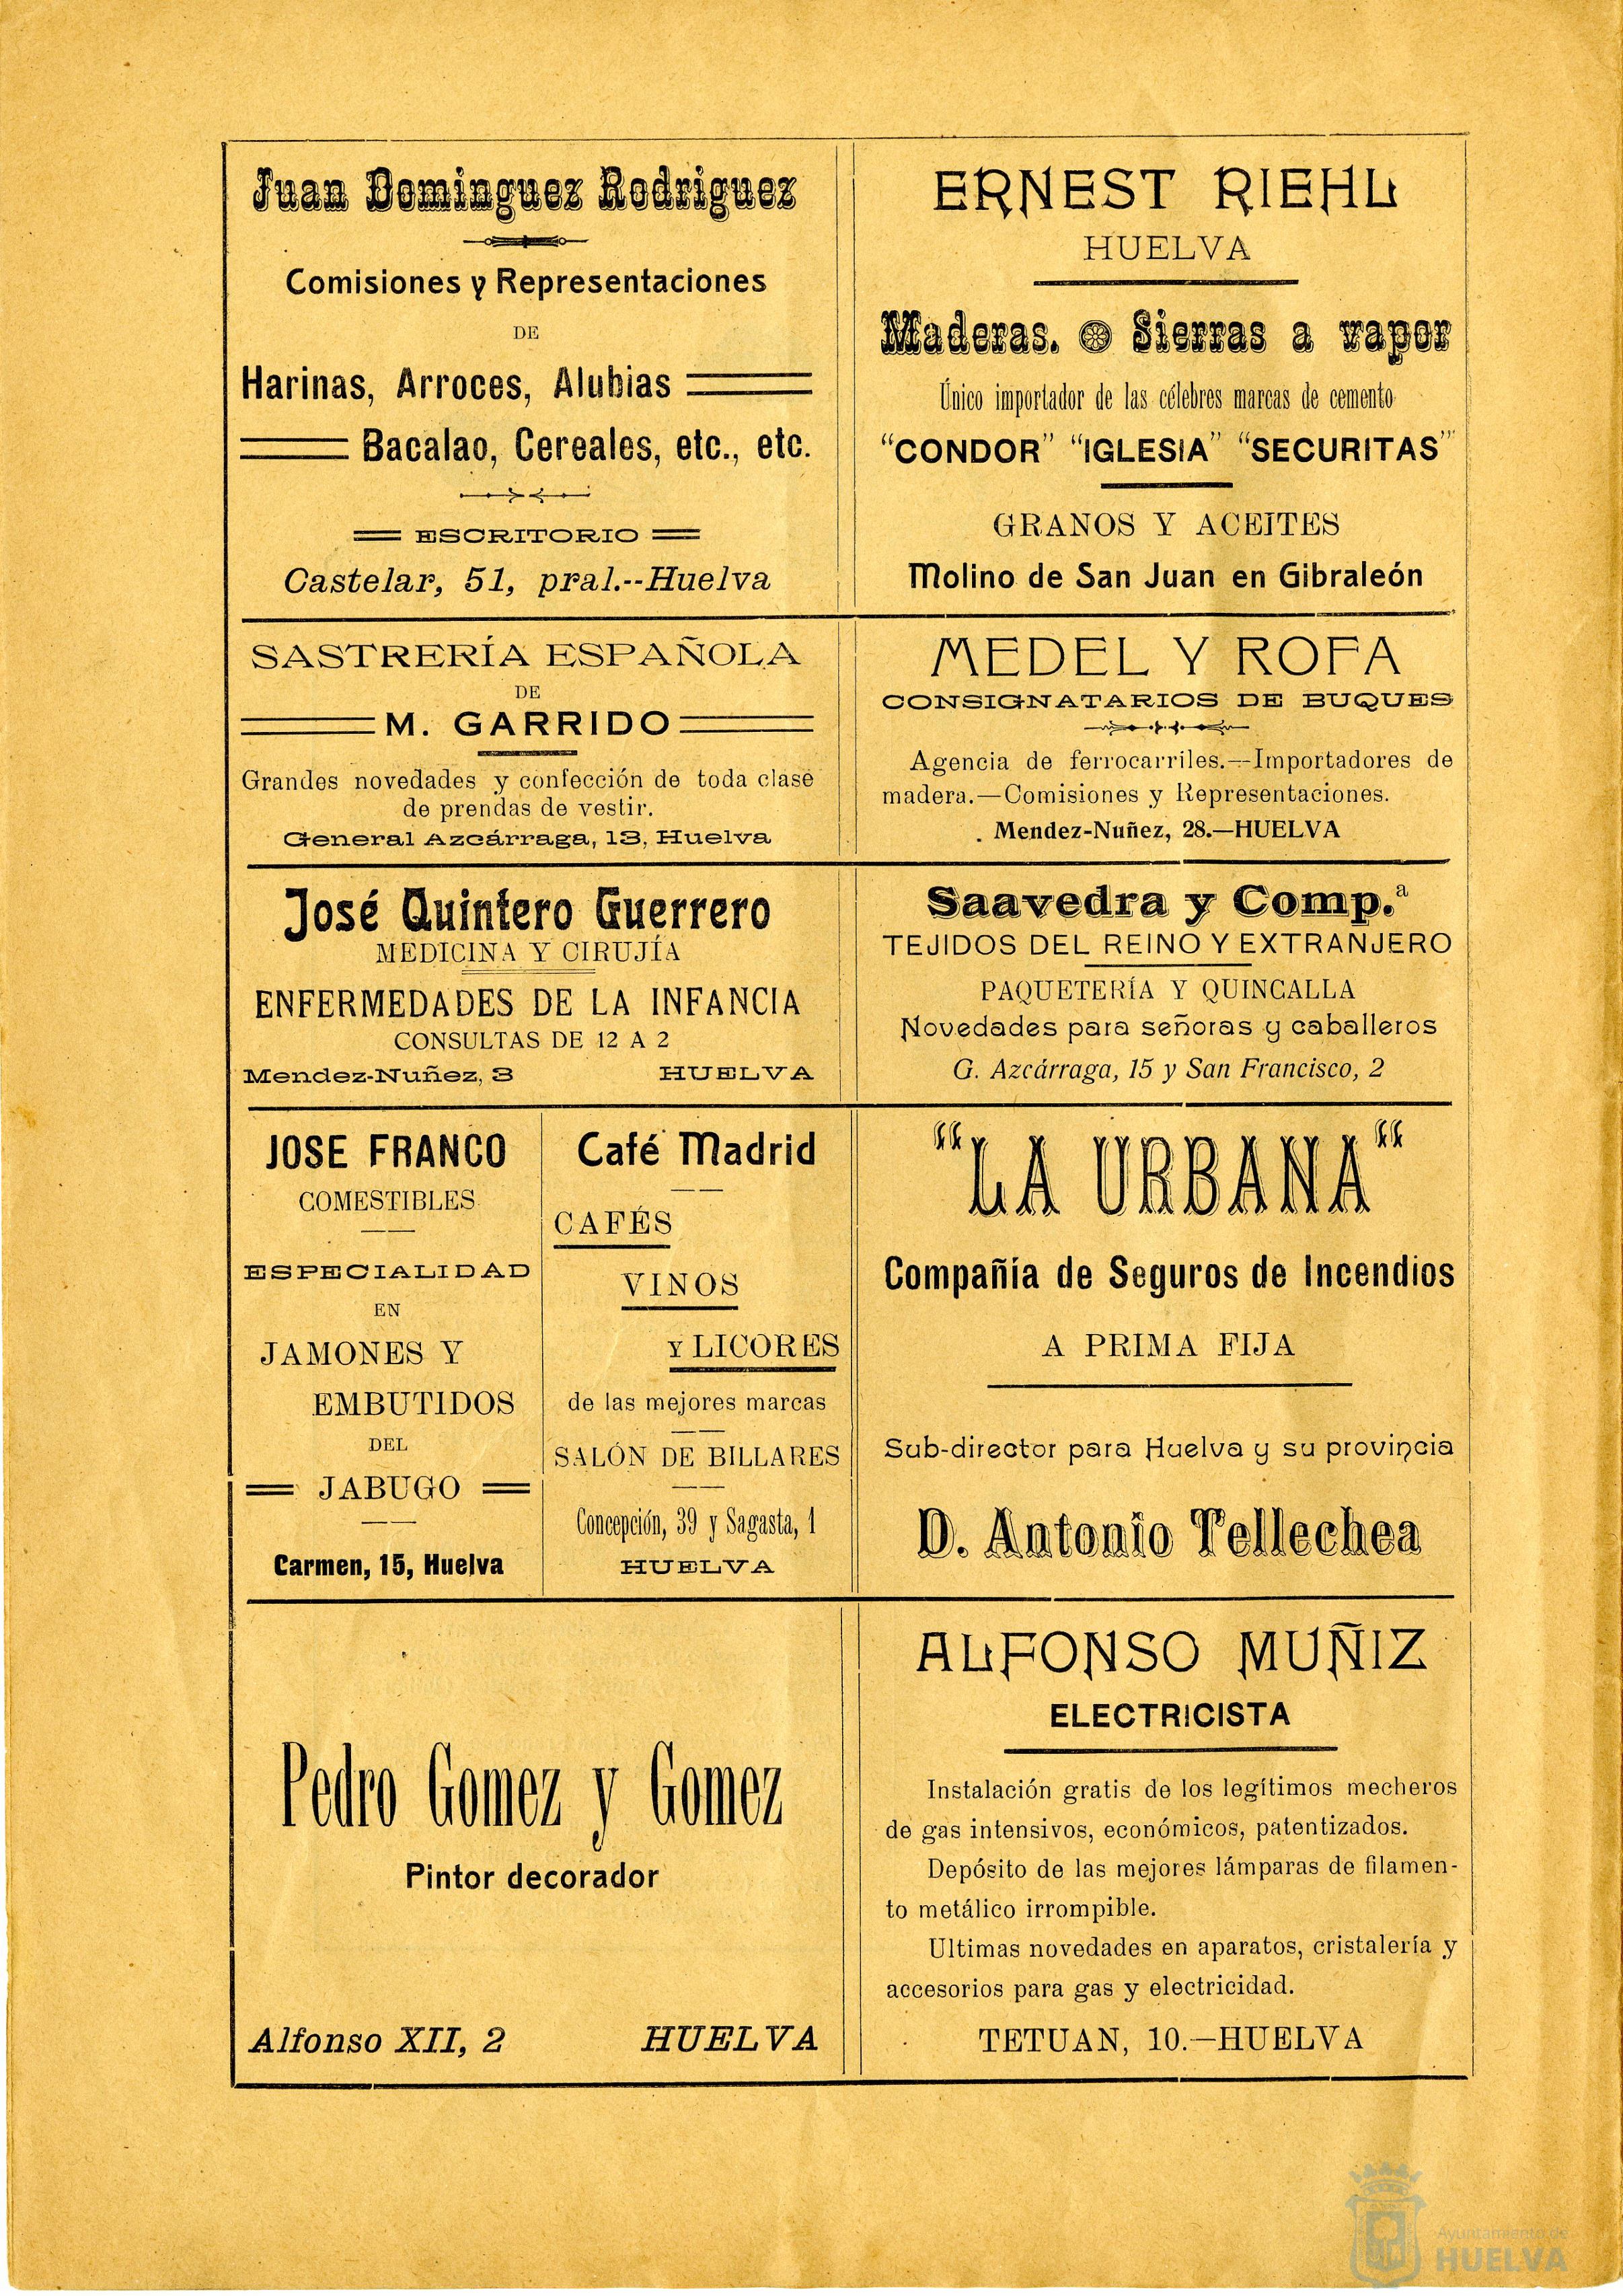 Juan Dominguez Rodriguez
Comisiones y Representaciones
DE
Harinas, Arroces, Alubias
Bacalao, Cereales, etc., etc.
ESCRITORIO
Castelar, 51, pral.--Huelva
ERNEST RIEHL
HUELVA
Maderas. Sierras a vapor
Único importador de las célebres marcas de cemento
“CONDOR” “IGLESIA” “SECURITAS”
GRANOS Y ACEITES
Molino de San Juan en Gibraleón
SASTRERÍA ESPAÑOLA
DE
M. GARRIDO
Grandes novedades y confección de toda clase
de prendas de vestir.
General Azcárraga, 13, Huelva
MEDEL Y ROFA
CONSIGNATARIOS DE BUQUES
Agencia de ferrocarriles.—Importadores de
madera.—Comisiones y Representaciones.
Mendez-Nuñez, 28.—HUELVA
José Quintero Guerrero
MEDICINA Y CIRUJÍA
ENFERMEDADES DE LA INFANCIA
CONSULTAS DE 12 A 2
Mendez-Nuñez, 3 HUELVA
Saavedra y Comp.ª
TEJIDOS DEL REINO Y EXTRANJERO
PAQUETERÍA Y QUINCALLA
Novedades para señoras y caballeros
G. Azcárraga, 15 y San Francisco, 2
JOSE FRANCO
COMESTIBLES
ESPECIALIDAD
EN
JAMONES Y
EMBUTIDOS
DEL
JABUGO
Carmen, 15, Huelva
Café Madrid
CAFÉS
VINOS
Y LICORES
de las mejores marcas
SALÓN DE BILLARES
Concepción, 39 y Sagasta, 1
HUELVA
“LA URBANA“
Compañía de Seguros de Incendios
A PRIMA FIJA
Sub-director para Huelva y su provincia
D. Antonio Tellechea
Pedro Gomez y Gomez
Pintor decorador
Alfonso XII, 2 HUELVA
ALFONSO MUÑIZ
ELECTRICISTA
Instalación gratis de los legítimos mecheros
de gas intensivos, económicos, patentizados.
Depósito de las mejores lámparas de filamen-
to metálico irrompible.
Ultimas novedades en aparatos, cristalería y
accesorios para gas y electricidad.
TETUAN, 10.—HUELVA
Ayuntamiento de
HUELVA